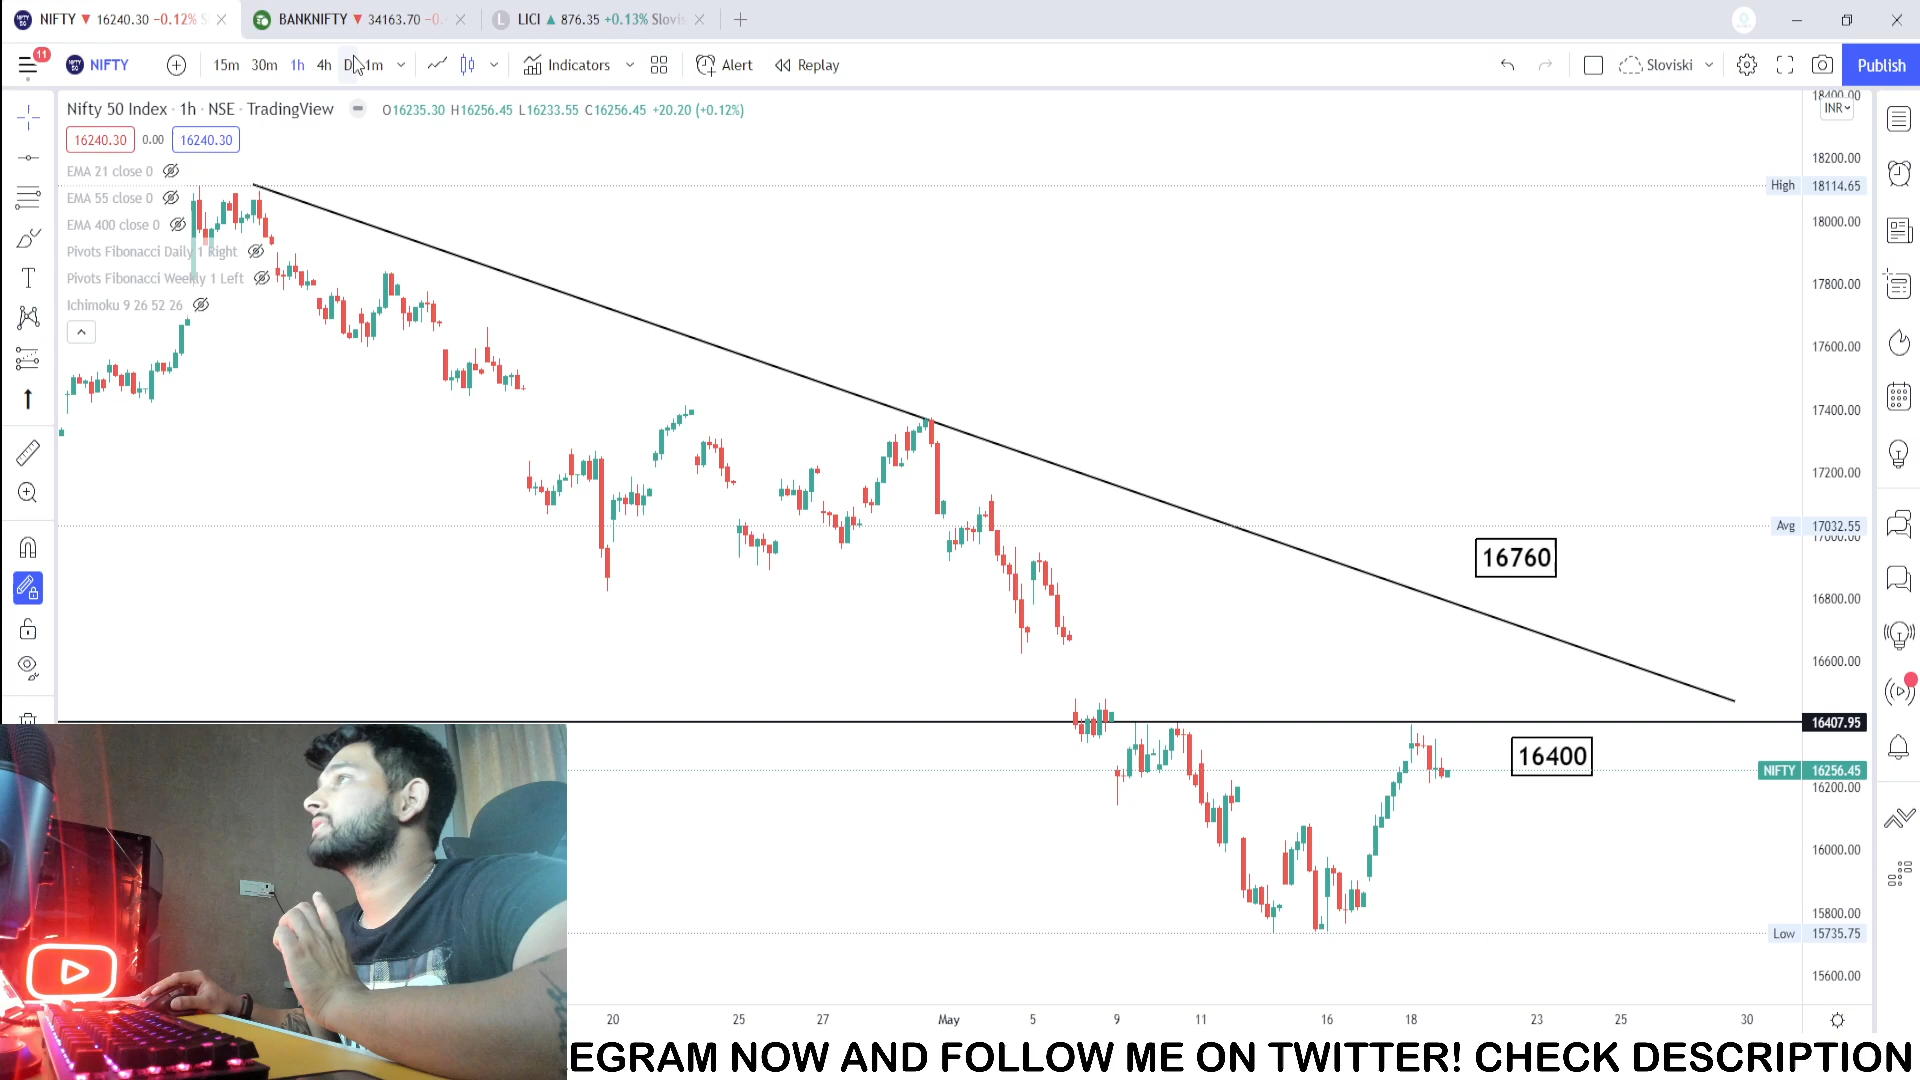 NIFTY ▼ 16240.30 −0.12% S
BANKNIFTY ▼ 34163.70 −0.
L LICI ▲ 876.35 +0.13% Slovis
11
NIFTY 15m 30m 1h 4h D 1m Indicators Alert Replay Sloviski Publish
Nifty 50 Index · 1h · NSE · TradingView O16235.30 H16256.45 L16233.55 C16256.45 +20.20 (+0.12%)
16240.30 0.00 16240.30
EMA 21 close 0
EMA 55 close 0
EMA 400 close 0
Pivots Fibonacci Daily 1 Right
Pivots Fibonacci Weekly 1 Left
Ichimoku 9 26 52 26
18400.00
INR
18200.00
High 18114.65
18000.00
17800.00
17600.00
17400.00
17200.00
Avg 17032.55
17000.00
16760
16800.00
16600.00
16407.95
16400
NIFTY 16256.45
16200.00
16000.00
15800.00
Low 15735.75
15600.00
20 25 27 May 5 9 11 16 18 23 25 30
EGRAM NOW AND FOLLOW ME ON TWITTER! CHECK DESCRIPTION